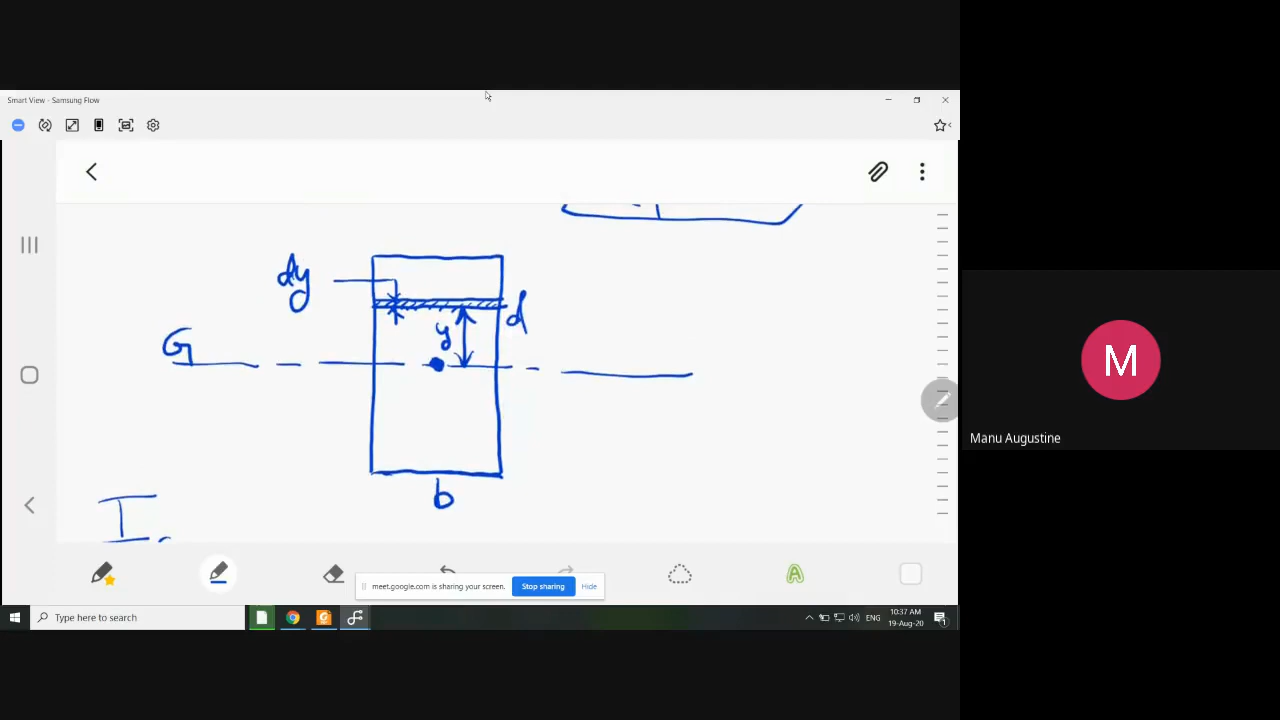 Smart View - Samsung Flow
dy
d
y
G
b
I
meet.google.com is sharing your screen.
Stop sharing
Hide
Type here to search
ENG
10:37 AM
19-Aug-20
1
M
Manu Augustine
A